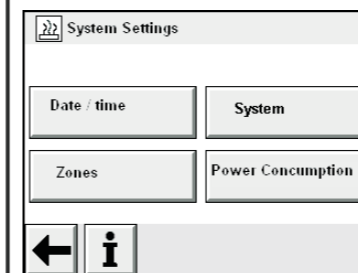 System Settings
Date / time
System
Zones
Power Concumption
i